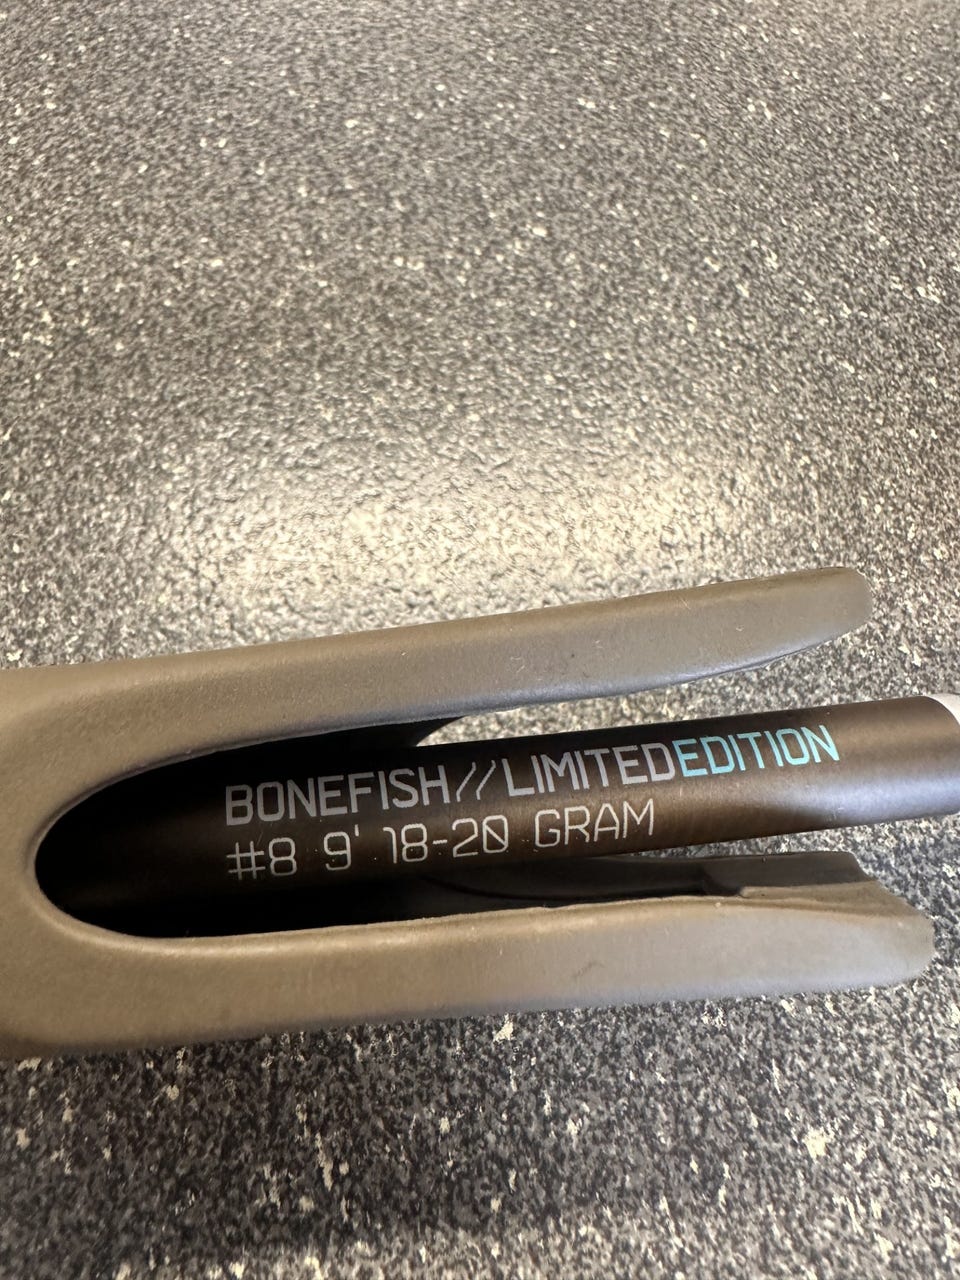 BONEFISH//LIMITEDEDITION
#8 9' 18-20 GRAM